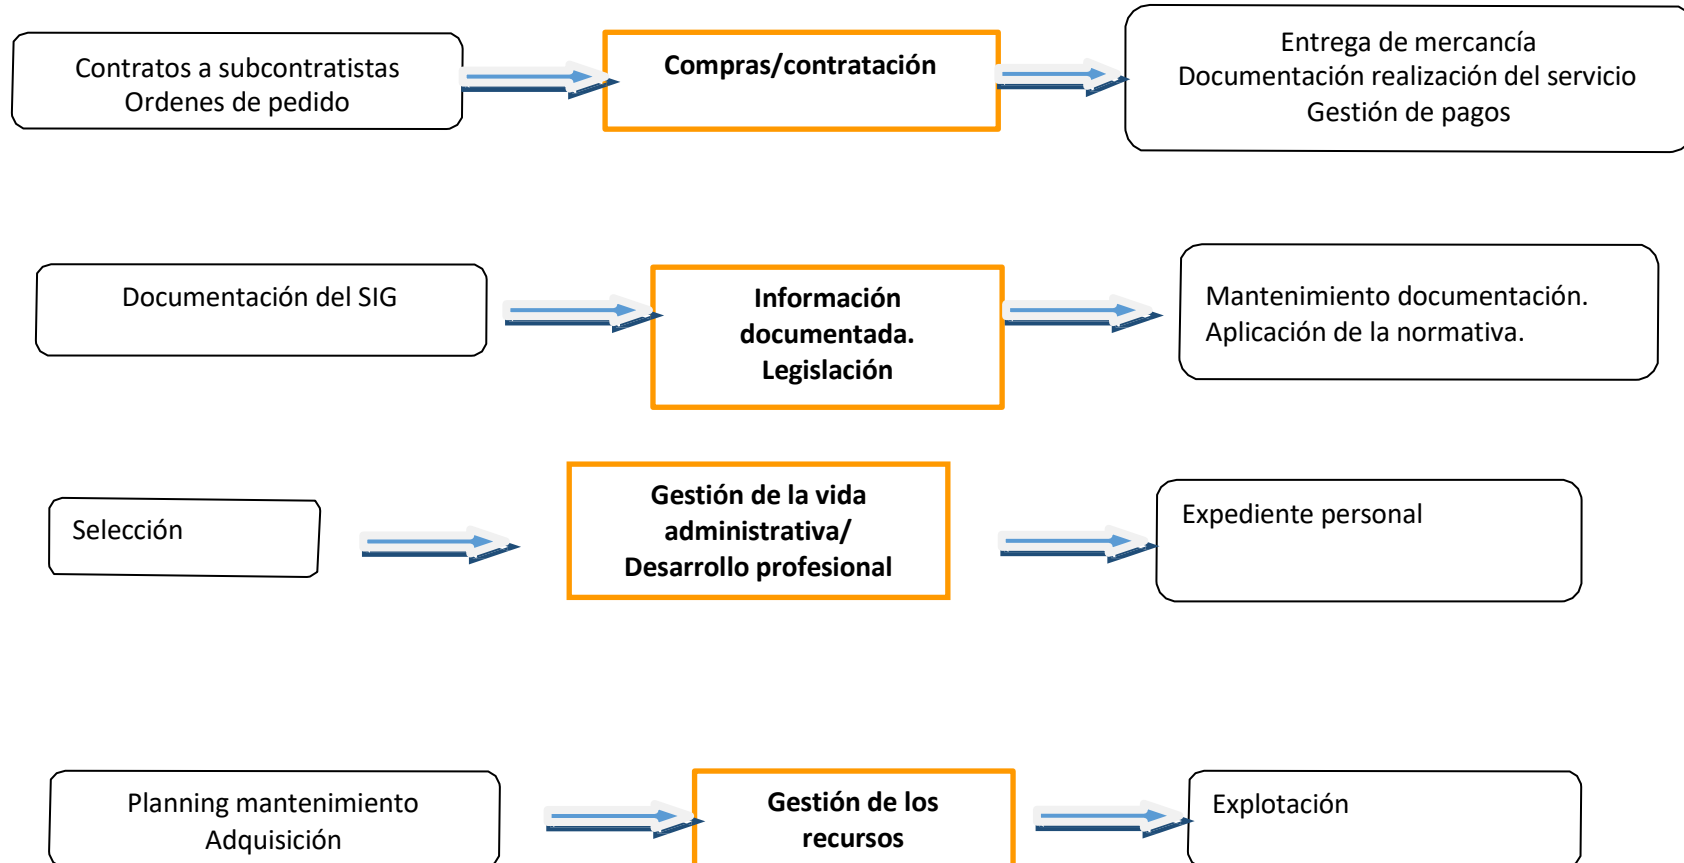 Contratos a subcontratistas
Ordenes de pedido
Compras/contratación
Entrega de mercancía
Documentación realización del servicio
Gestión de pagos
Documentación del SIG
Información
documentada.
Legislación
Mantenimiento documentación.
Aplicación de la normativa.
Selección
Gestión de la vida
administrativa/
Desarrollo profesional
Expediente personal
Planning mantenimiento
Adquisición
Gestión de los
recursos
Explotación